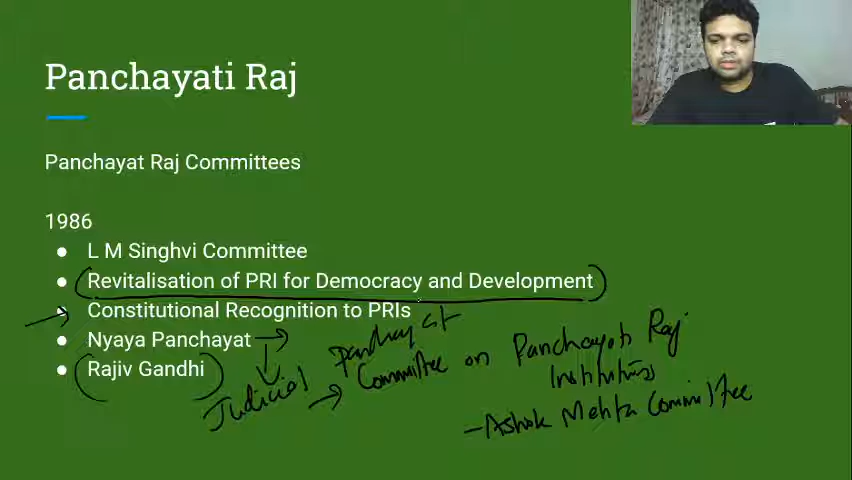 Panchayati Raj
Panchayat Raj Committees
1986
L M Singhvi Committee
Revitalisation of PRI for Democracy and Development
Constitutional Recognition to PRIs
Nyaya Panchayat
Rajiv Gandhi
Judicial Panchayat
Committee on Panchayati Raj
Institutions
- Ashok Mehta Committee